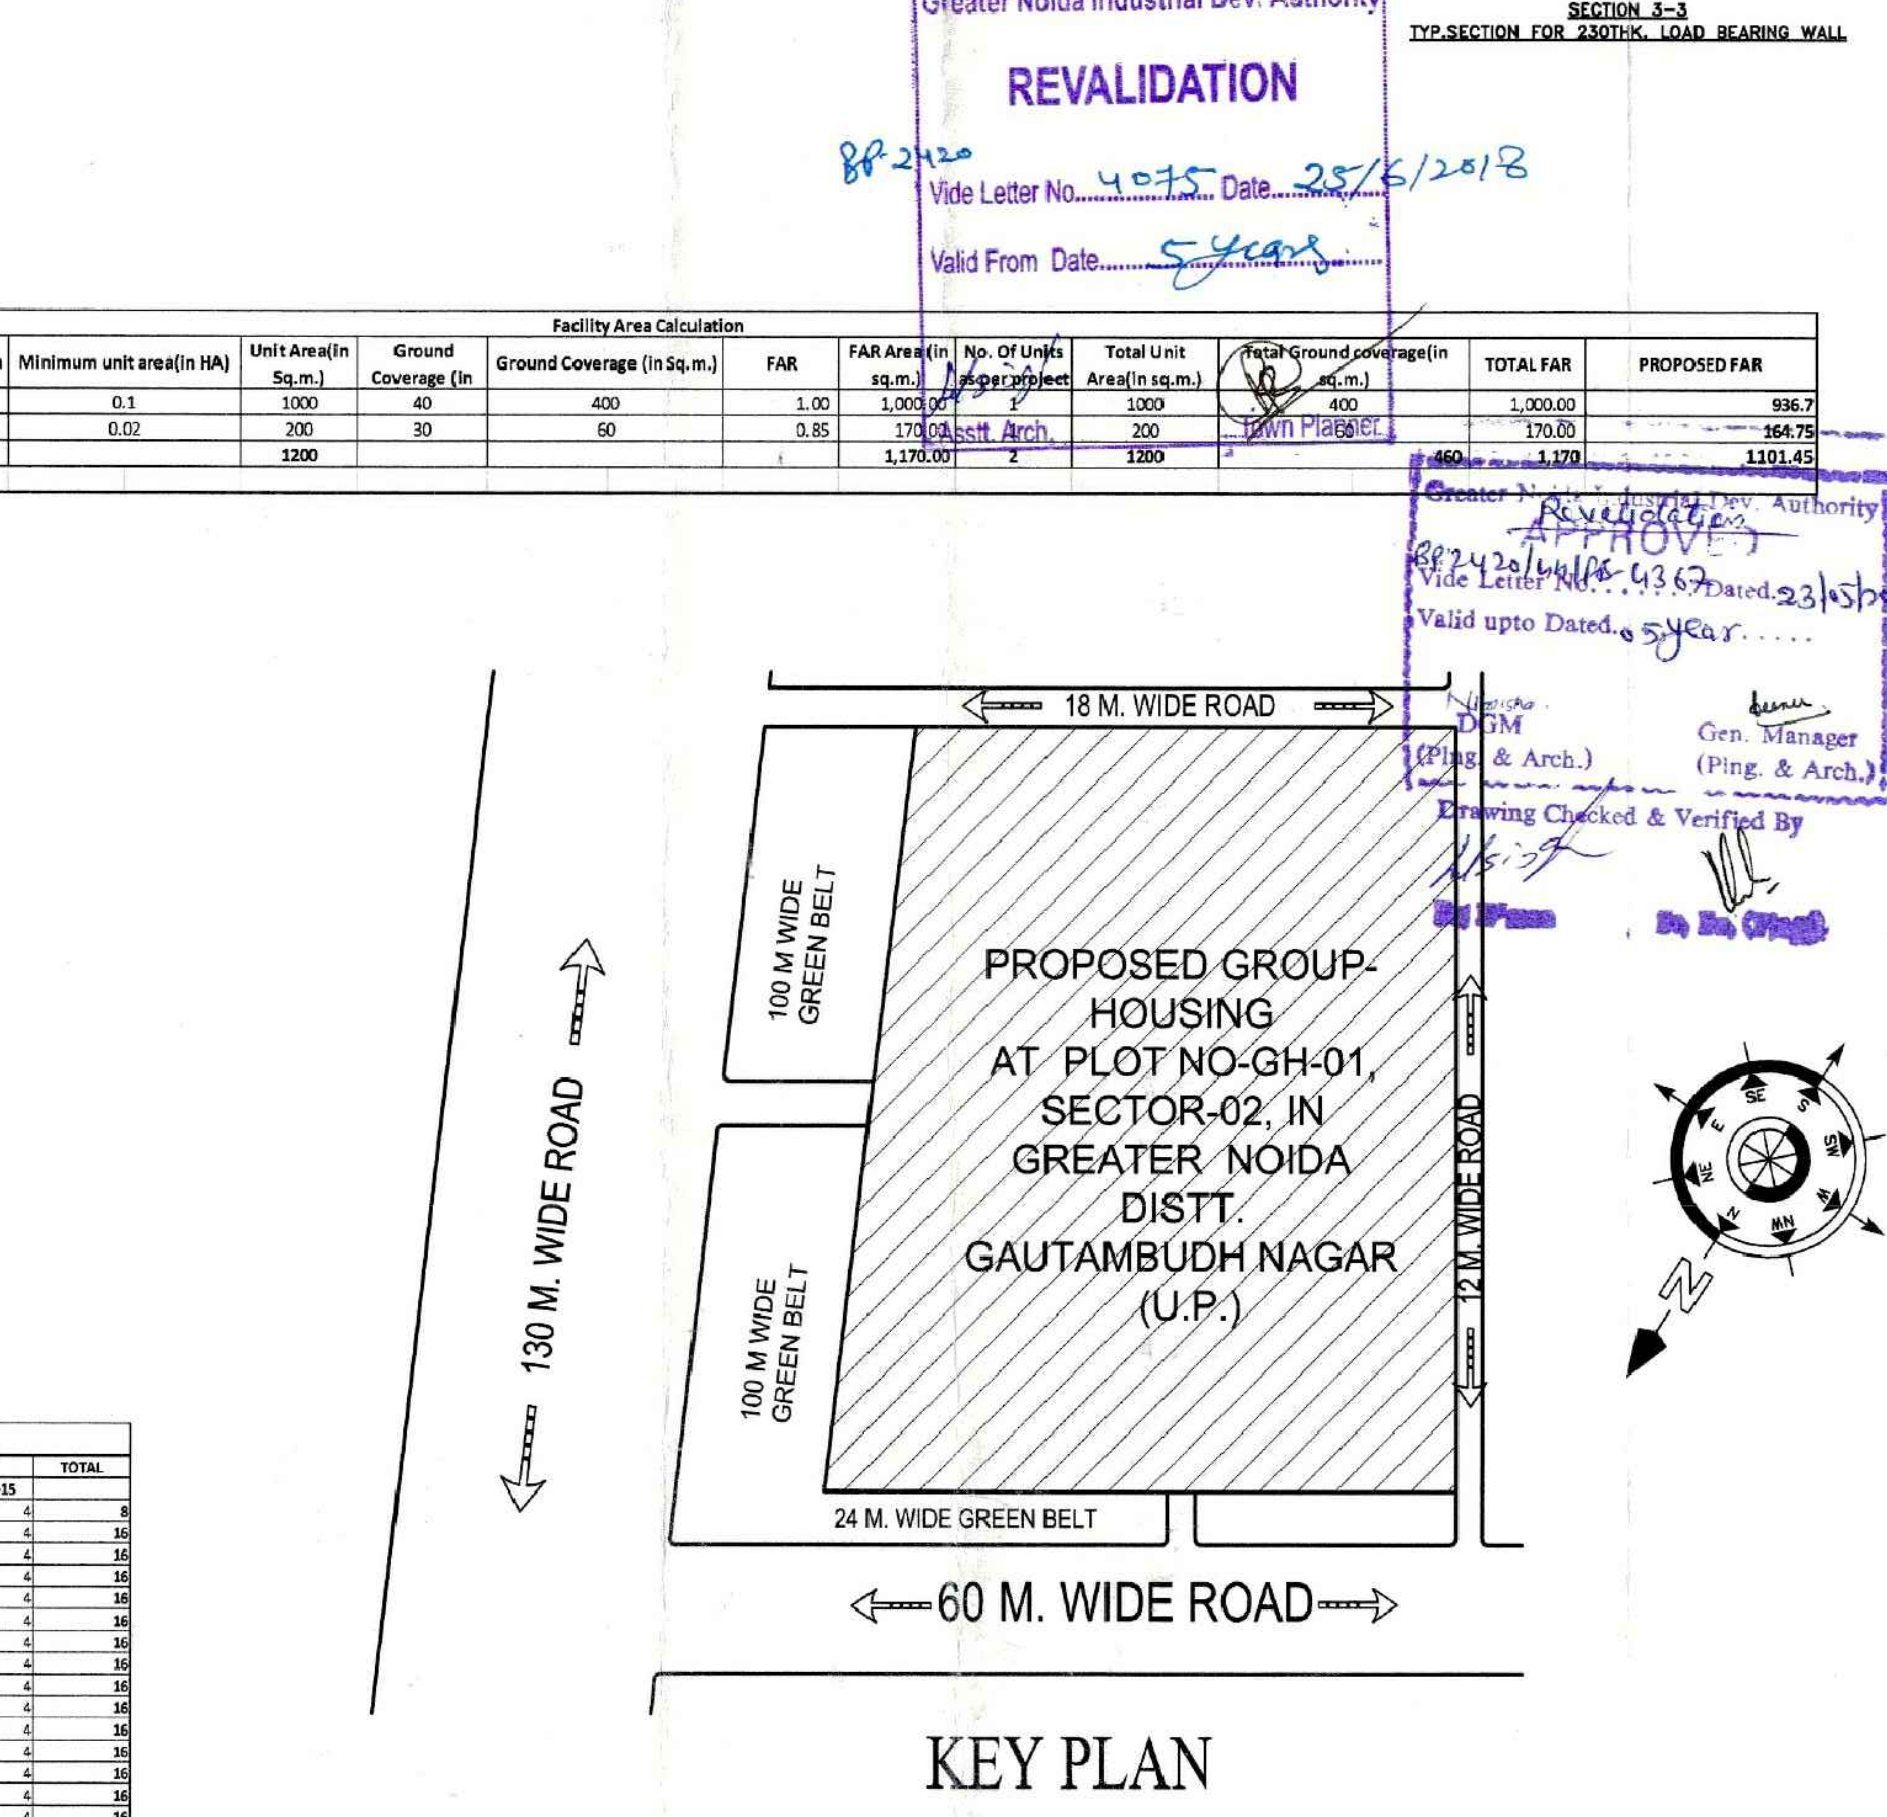 Greater Noida Industrial Dev. Authority
SECTION 3-3
TYP.SECTION FOR 230THK. LOAD BEARING WALL
REVALIDATION
BP-2420
Vide Letter No. 4075 Date 25/6/2018
Valid From Date 5 years
Facility Area Calculation
Minimum unit area(in HA) Unit Area(in Sq.m.) Ground Coverage (in Ground Coverage (in Sq.m.) FAR FAR Area (in sq.m.) No. Of Units as per project Total Unit Area(in sq.m.) Total Ground coverage(in sq.m.) TOTAL FAR PROPOSED FAR
0.1 1000 40 400 1.00 1,000.00 1 1000 400 1,000.00 936.7
0.02 200 30 60 0.85 170.00 1 200 60 170.00 164.75
1200 1,170.00 2 1200 460 1,170 1101.45
Asstt. Arch. Town Planner
Greater Noida Industrial Dev. Authority
Revalidation
APPROVED
Vide Letter No. BP-2420/ 4367 Dated. 23/05/
Valid upto Dated. 5 year
DGM
(Plng. & Arch.)
Gen. Manager
(Plng. & Arch.)
Drawing Checked & Verified By
18 M. WIDE ROAD
100 M WIDE
GREEN BELT
130 M. WIDE ROAD
PROPOSED GROUP-
HOUSING
AT PLOT NO-GH-01,
SECTOR-02, IN
GREATER NOIDA
DISTT.
GAUTAMBUDH NAGAR
(U.P.)
12 M. WIDE ROAD
SE
S
SW
W
NW
N
NE
E
N
100 M WIDE
GREEN BELT
24 M. WIDE GREEN BELT
60 M. WIDE ROAD
KEY PLAN
TOTAL
15
4 8
4 16
4 16
4 16
4 16
4 16
4 16
4 16
4 16
4 16
4 16
4 16
4 16
4 16
4 16